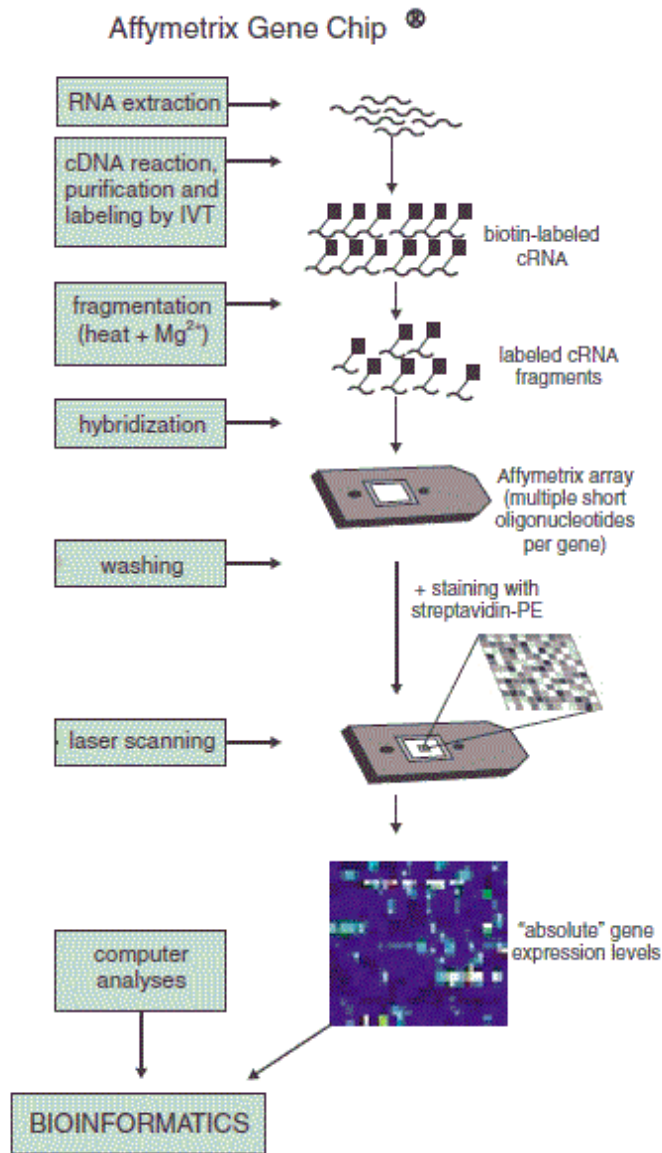 Affymetrix Gene Chip ®
RNA extraction
cDNA reaction,
purification and
labeling by IVT
biotin-labeled
cRNA
fragmentation
(heat + Mg²⁺)
labeled cRNA
fragments
hybridization
Affymetrix array
(multiple short
oligonucleotides
per gene)
washing
+ staining with
streptavidin-PE
laser scanning
"absolute" gene
expression levels
computer
analyses
BIOINFORMATICS